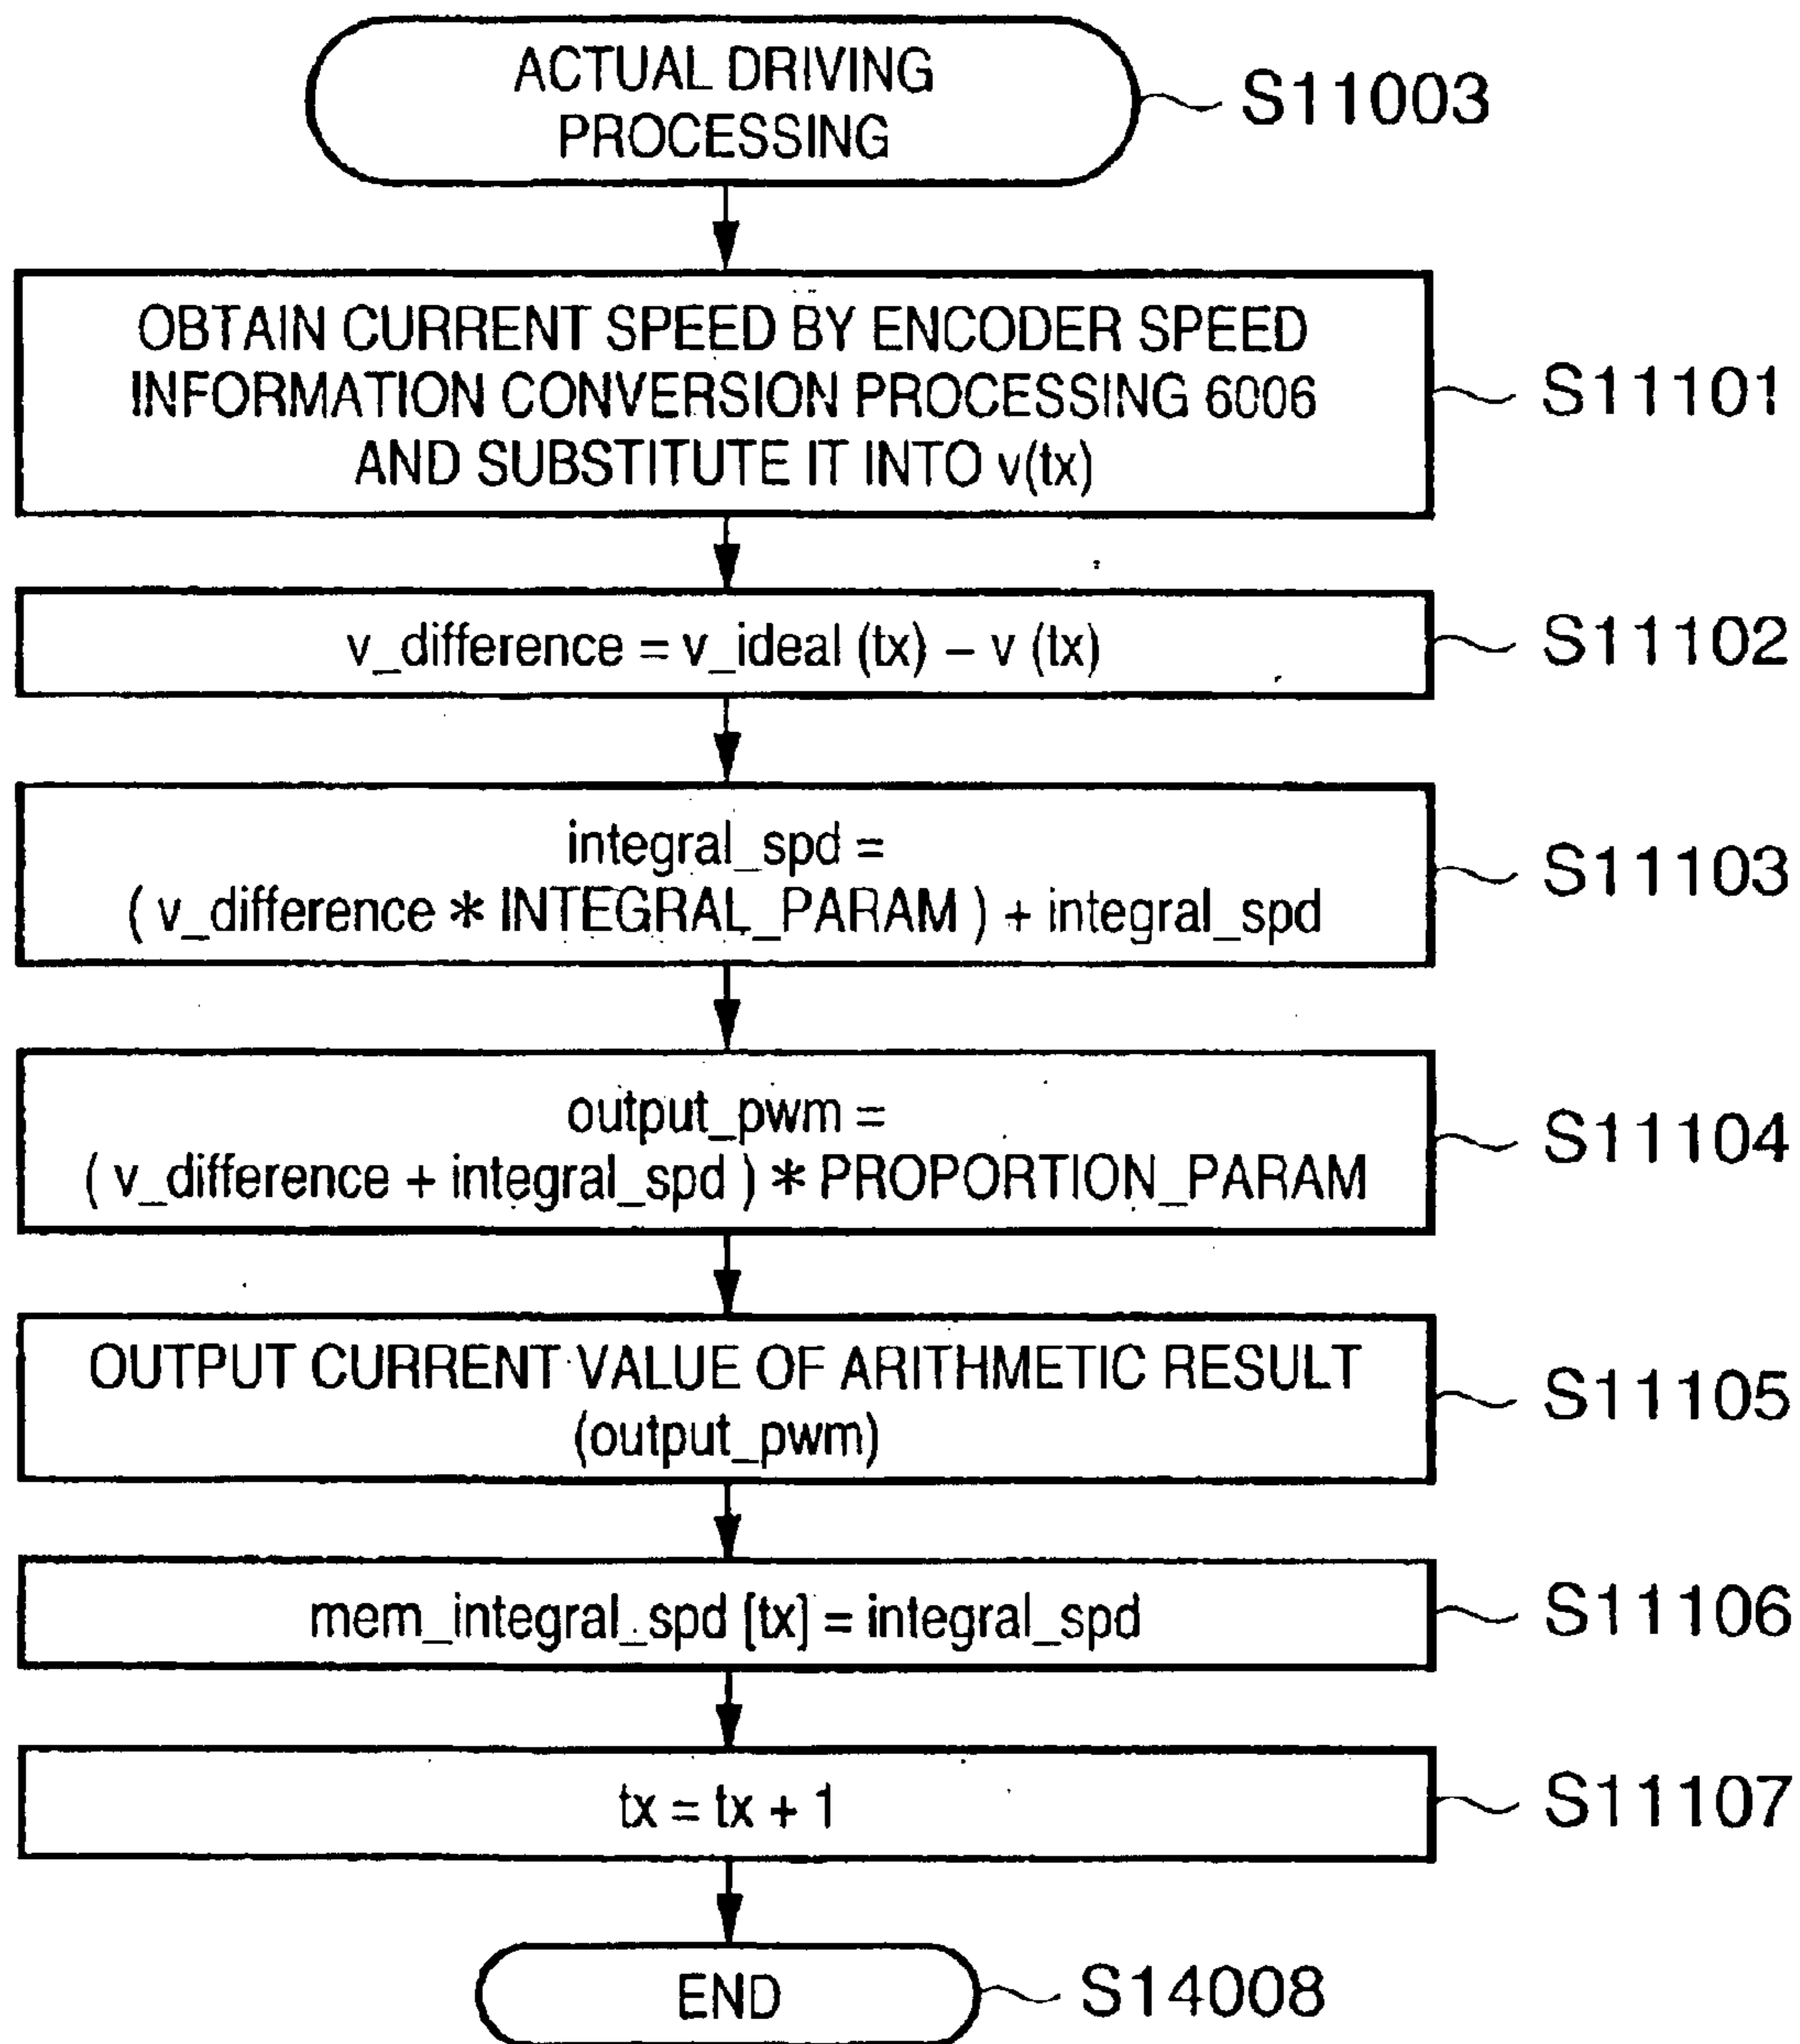 ACTUAL DRIVING
PROCESSING
S11003
OBTAIN CURRENT SPEED BY ENCODER SPEED
INFORMATION CONVERSION PROCESSING 6006
AND SUBSTITUTE IT INTO v(tx)
S11101
v_difference = v_ideal (tx) – v (tx)
S11102
integral_spd =
( v_difference * INTEGRAL_PARAM ) + integral_spd
S11103
output_pwm =
( v_difference + integral_spd ) * PROPORTION_PARAM
S11104
OUTPUT CURRENT VALUE OF ARITHMETIC RESULT
(output_pwm)
S11105
mem_integral_spd [tx] = integral_spd
S11106
tx = tx + 1
S11107
END
S14008